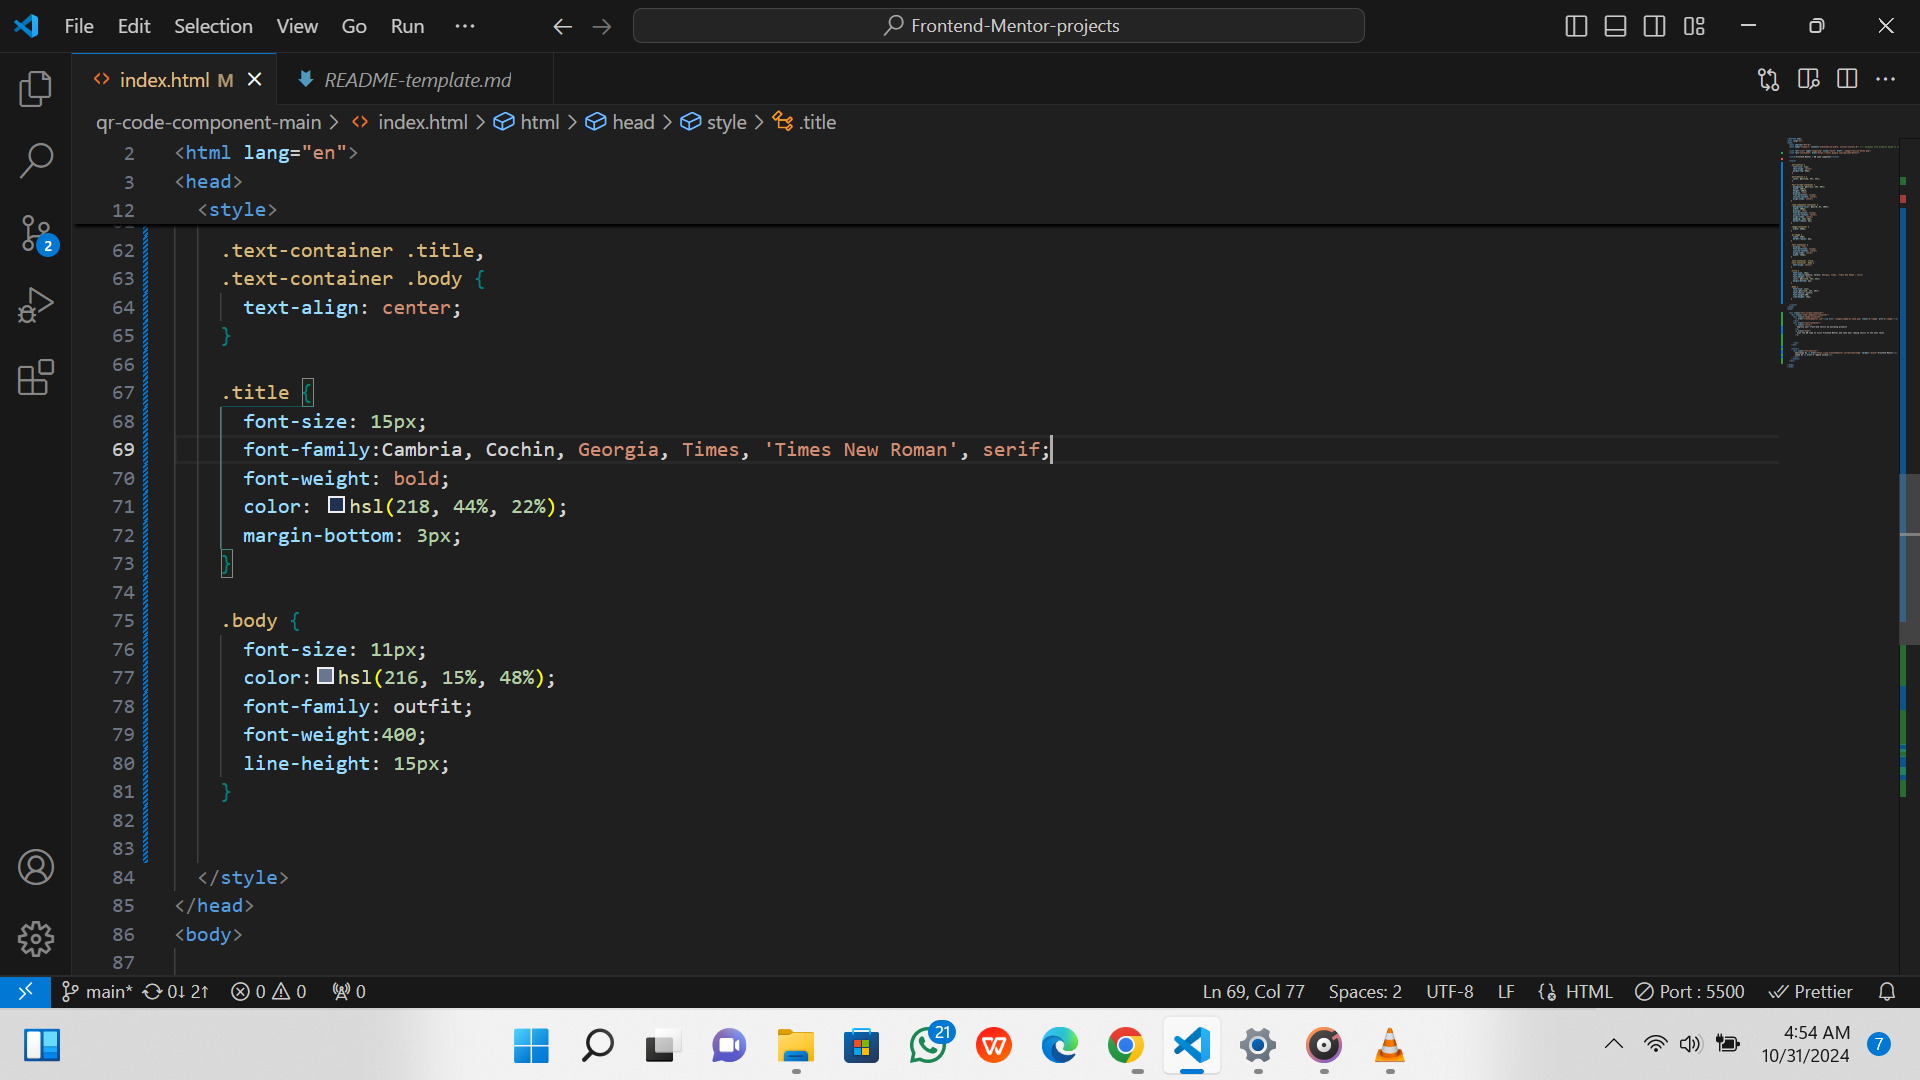 File Edit Selection View Go Run ···
Frontend-Mentor-projects
index.html M
README-template.md
qr-code-component-main > index.html > html > head > style > .title
2 <html lang="en">
3 <head>
12 <style>
62 .text-container .title,
63 .text-container .body {
64 text-align: center;
65 }
66
67 .title {
68 font-size: 15px;
69 font-family:Cambria, Cochin, Georgia, Times, 'Times New Roman', serif;
70 font-weight: bold;
71 color: hsl(218, 44%, 22%);
72 margin-bottom: 3px;
73 }
74
75 .body {
76 font-size: 11px;
77 color: hsl(216, 15%, 48%);
78 font-family: outfit;
79 font-weight:400;
80 line-height: 15px;
81 }
82
83
84 </style>
85 </head>
86 <body>
87
2
main* 0↓ 2↑ 0 0 0 Ln 69, Col 77 Spaces: 2 UTF-8 LF HTML Port : 5500 Prettier
21
4:54 AM
10/31/2024
7